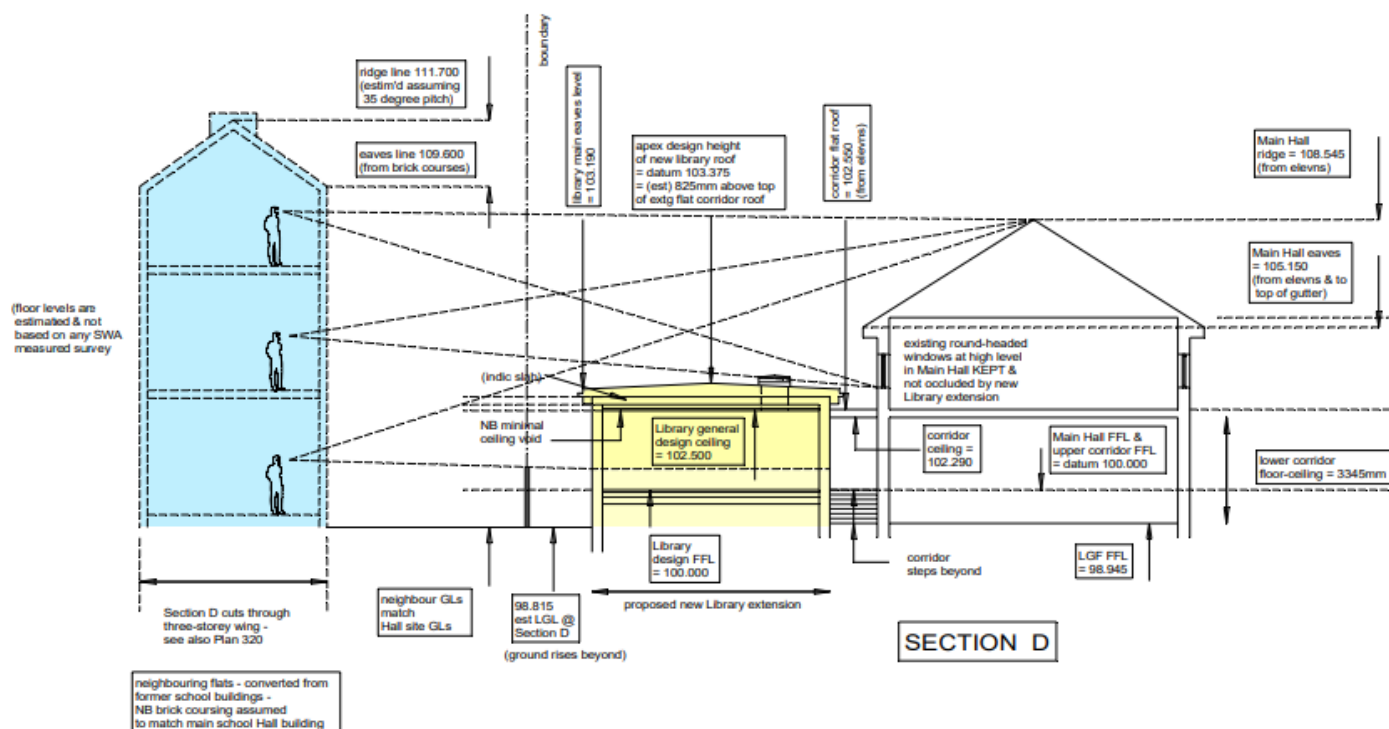 boundary
ridge line 111.700
(estim'd assuming
35 degree pitch)
eaves line 109.600
(from brick courses)
library main eaves level
= 103.190
apex design height
of new library roof
= datum 103.375
= (est) 825mm above top
of extg flat corridor roof
corridor flat roof
= 102.550
(from elevns)
Main Hall
ridge = 108.545
(from elevns)
Main Hall eaves
= 105.150
(from elevns & to
top of gutter)
(floor levels are
estimated & not
based on any SWA
measured survey
existing round-headed
windows at high level
in Main Hall KEPT &
not occluded by new
Library extension
(indic slab)
NB minimal
ceiling void
Library general
design ceiling
= 102.500
corridor
ceiling =
102.290
Main Hall FFL &
upper corridor FFL
= datum 100.000
lower corridor
floor-ceiling = 3345mm
Library
design FFL
= 100.000
corridor
steps beyond
LGF FFL
= 98.945
Section D cuts through
three-storey wing -
see also Plan 320
neighbour GLs
match
Hall site GLs
98.815
est LGL @
Section D
(ground rises beyond)
proposed new Library extension
SECTION D
neighbouring flats - converted from
former school buildings -
NB brick coursing assumed
to match main school Hall building